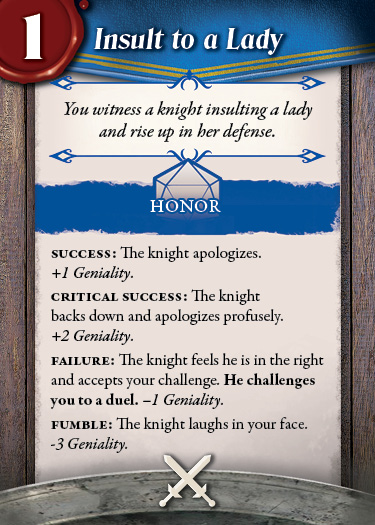 1
Insult to a Lady
You witness a knight insulting a lady
and rise up in her defense.
HONOR
SUCCESS: The knight apologizes.
+1 Geniality.
CRITICAL SUCCESS: The knight
backs down and apologizes profusely.
+2 Geniality.
FAILURE: The knight feels he is in the right
and accepts your challenge. He challenges
you to a duel. –1 Geniality.
FUMBLE: The knight laughs in your face.
-3 Geniality.